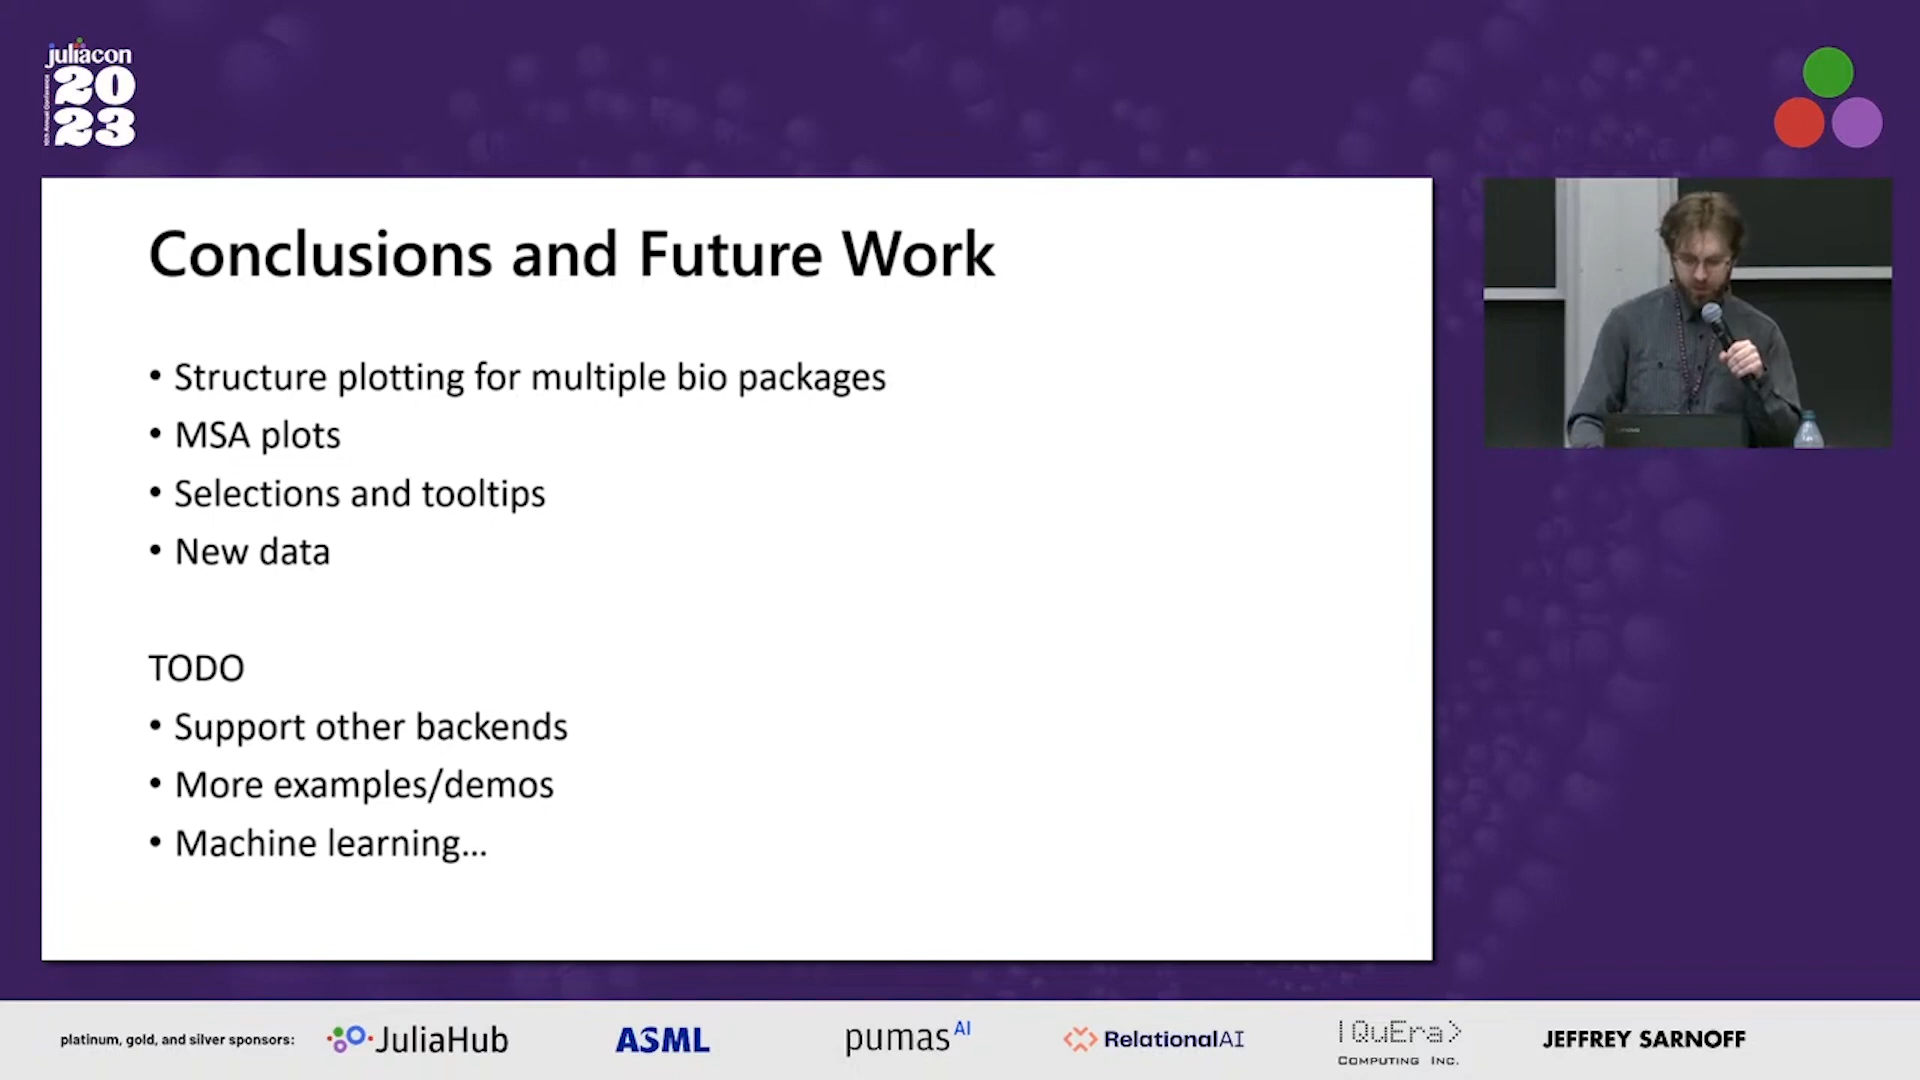 juliacon
20
23
Conclusions and Future Work
• Structure plotting for multiple bio packages
• MSA plots
• Selections and tooltips
• New data
TODO
• Support other backends
• More examples/demos
• Machine learning...
platinum, gold, and silver sponsors:
JuliaHub
ASML
pumas AI
RelationalAI
|QuEra⟩
COMPUTING INC.
JEFFREY SARNOFF